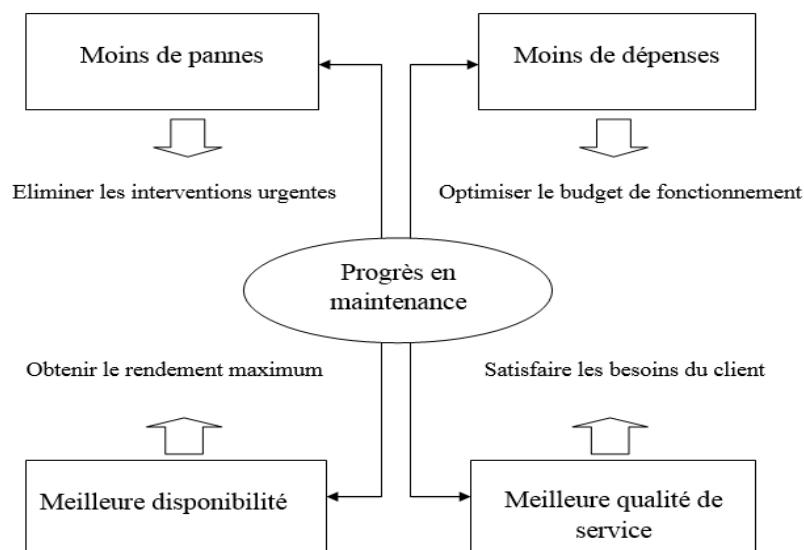 Moins de pannes
Moins de dépenses
Eliminer les interventions urgentes
Optimiser le budget de fonctionnement
Progrès en
maintenance
Obtenir le rendement maximum
Satisfaire les besoins du client
Meilleure disponibilité
Meilleure qualité de
service